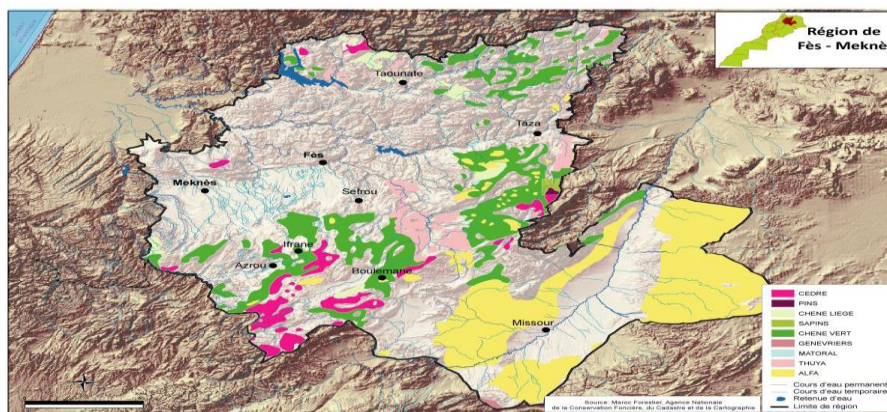 Région de
Fès - Meknè
Taounate
Taza
Fès
Meknès
Sefrou
Ifrane
Azrou
Boulemane
Missour
CEDRE
PINS
CHENE LIEGE
SAPINS
CHENE VERT
GENEVRIERS
MATORAL
THUYA
ALFA
Cours d'eau permanent
Cours d'eau temporaire
Retenue d'eau
Limite de région
Source: Maroc Forestier, Agence Nationale
de la Conservation Foncière, du Cadastre et de la Cartographie